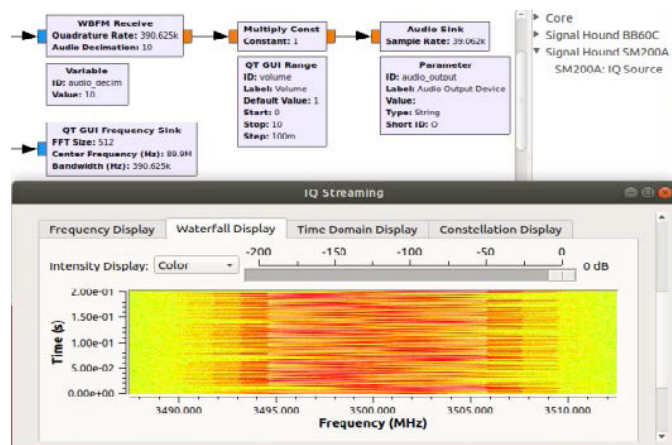 WBFM Receive
Quadrature Rate: 390.625k
Audio Decimation: 10
Multiply Const
Constant: 1
Audio Sink
Sample Rate: 39.062k
Core
Signal Hound BB60C
Signal Hound SM200A
SM200A: IQ Source
Variable
ID: audio_decim
Value: 10
QT GUI Range
ID: volume
Label: Volume
Default Value: 1
Start: 0
Stop: 10
Step: 100m
Parameter
ID: audio_output
Label: Audio Output Device
Value:
Type: String
Short ID: O
QT GUI Frequency Sink
FFT Size: 512
Center Frequency (Hz): 89.9M
Bandwidth (Hz): 390.625k
IQ Streaming
Frequency Display Waterfall Display Time Domain Display Constellation Display
Intensity Display: Color
-200 -150 -100 -50 0
0 dB
2.00e-01
1.50e-01
1.00e-01
5.00e-02
0.00e+00
Time (s)
3490.000 3495.000 3500.000 3505.000 3510.000
Frequency (MHz)